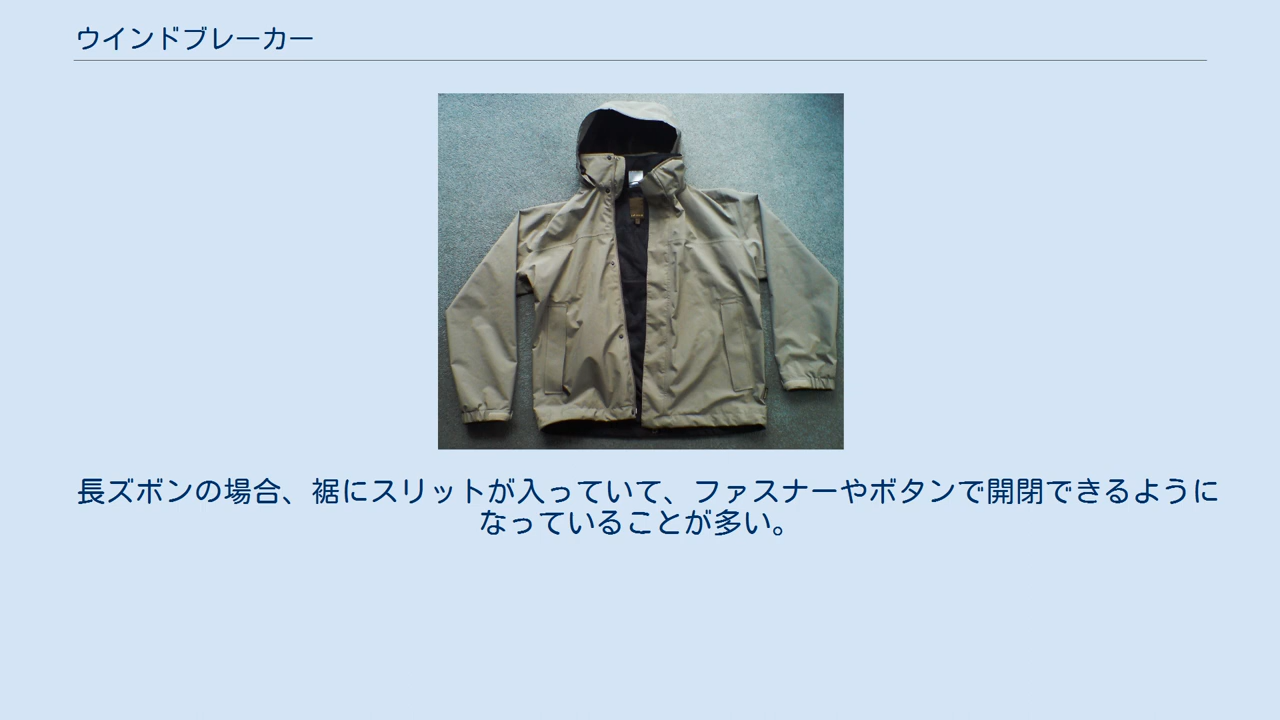 ウインドブレーカー
長ズボンの場合、裾にスリットが入っていて、ファスナーやボタンで開閉できるように
なっていることが多い。